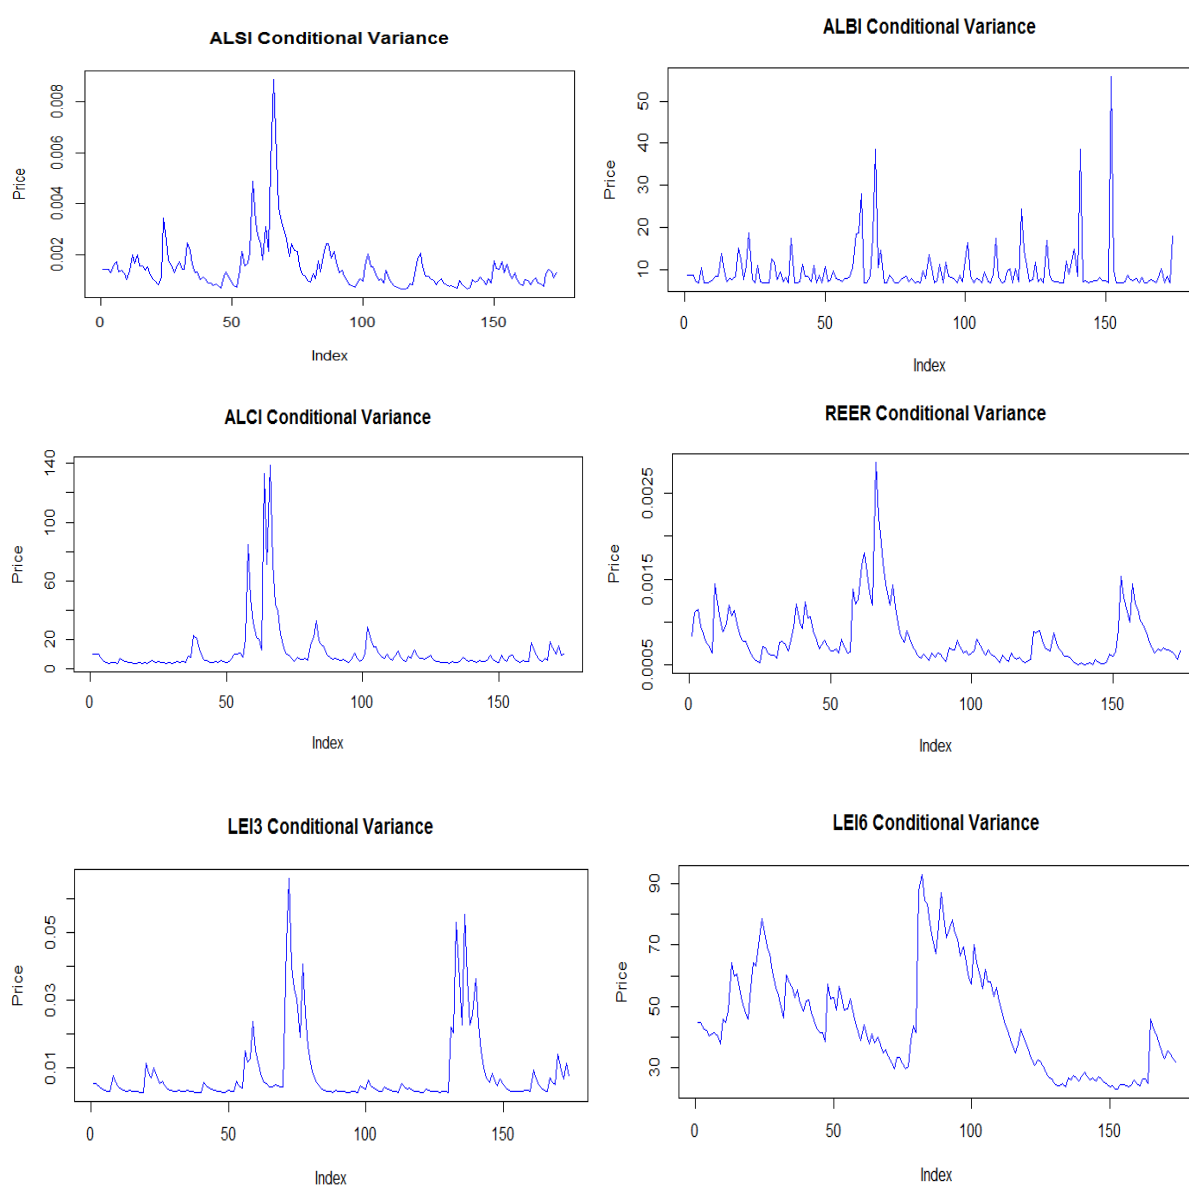 ALSI Conditional Variance
Price
0.002
0.004
0.006
0.008
0
50
100
150
Index
ALBI Conditional Variance
Price
10
20
30
40
50
0
50
100
150
Index
ALCI Conditional Variance
Price
0
20
60
100
140
0
50
100
150
Index
REER Conditional Variance
Price
0.0005
0.0015
0.0025
0
50
100
150
Index
LEI3 Conditional Variance
Price
0.01
0.03
0.05
0
50
100
150
Index
LEI6 Conditional Variance
Price
30
50
70
90
0
50
100
150
Index